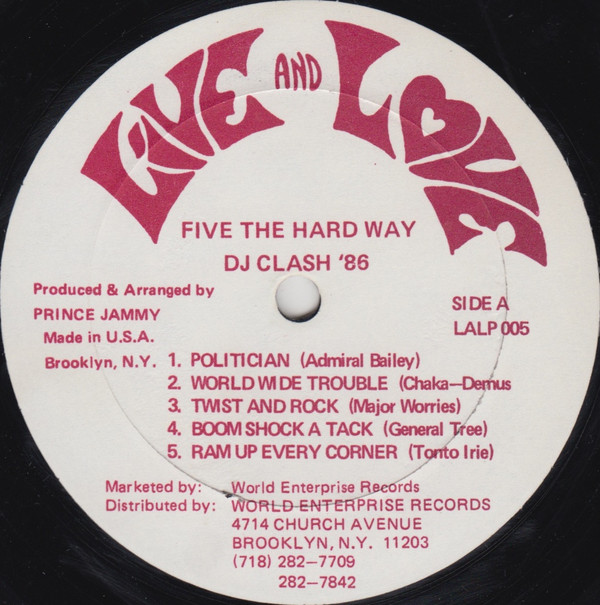 LIVE AND LOVE
FIVE THE HARD WAY
DJ CLASH '86
Produced & Arranged by
PRINCE JAMMY
Made in U.S.A.
Brooklyn, N.Y.
SIDE A
LALP 005
1. POLITICIAN (Admiral Bailey)
2. WORLD WIDE TROUBLE (Chaka—Demus
3. TWIST AND ROCK (Major Worries)
4. BOOM SHOCK A TACK (General Tree)
5. RAM UP EVERY CORNER (Tonto Irie)
Marketed by: World Enterprise Records
Distributed by: WORLD ENTERPRISE RECORDS
4714 CHURCH AVENUE
BROOKLYN, N.Y. 11203
(718) 282–7709
282–7842